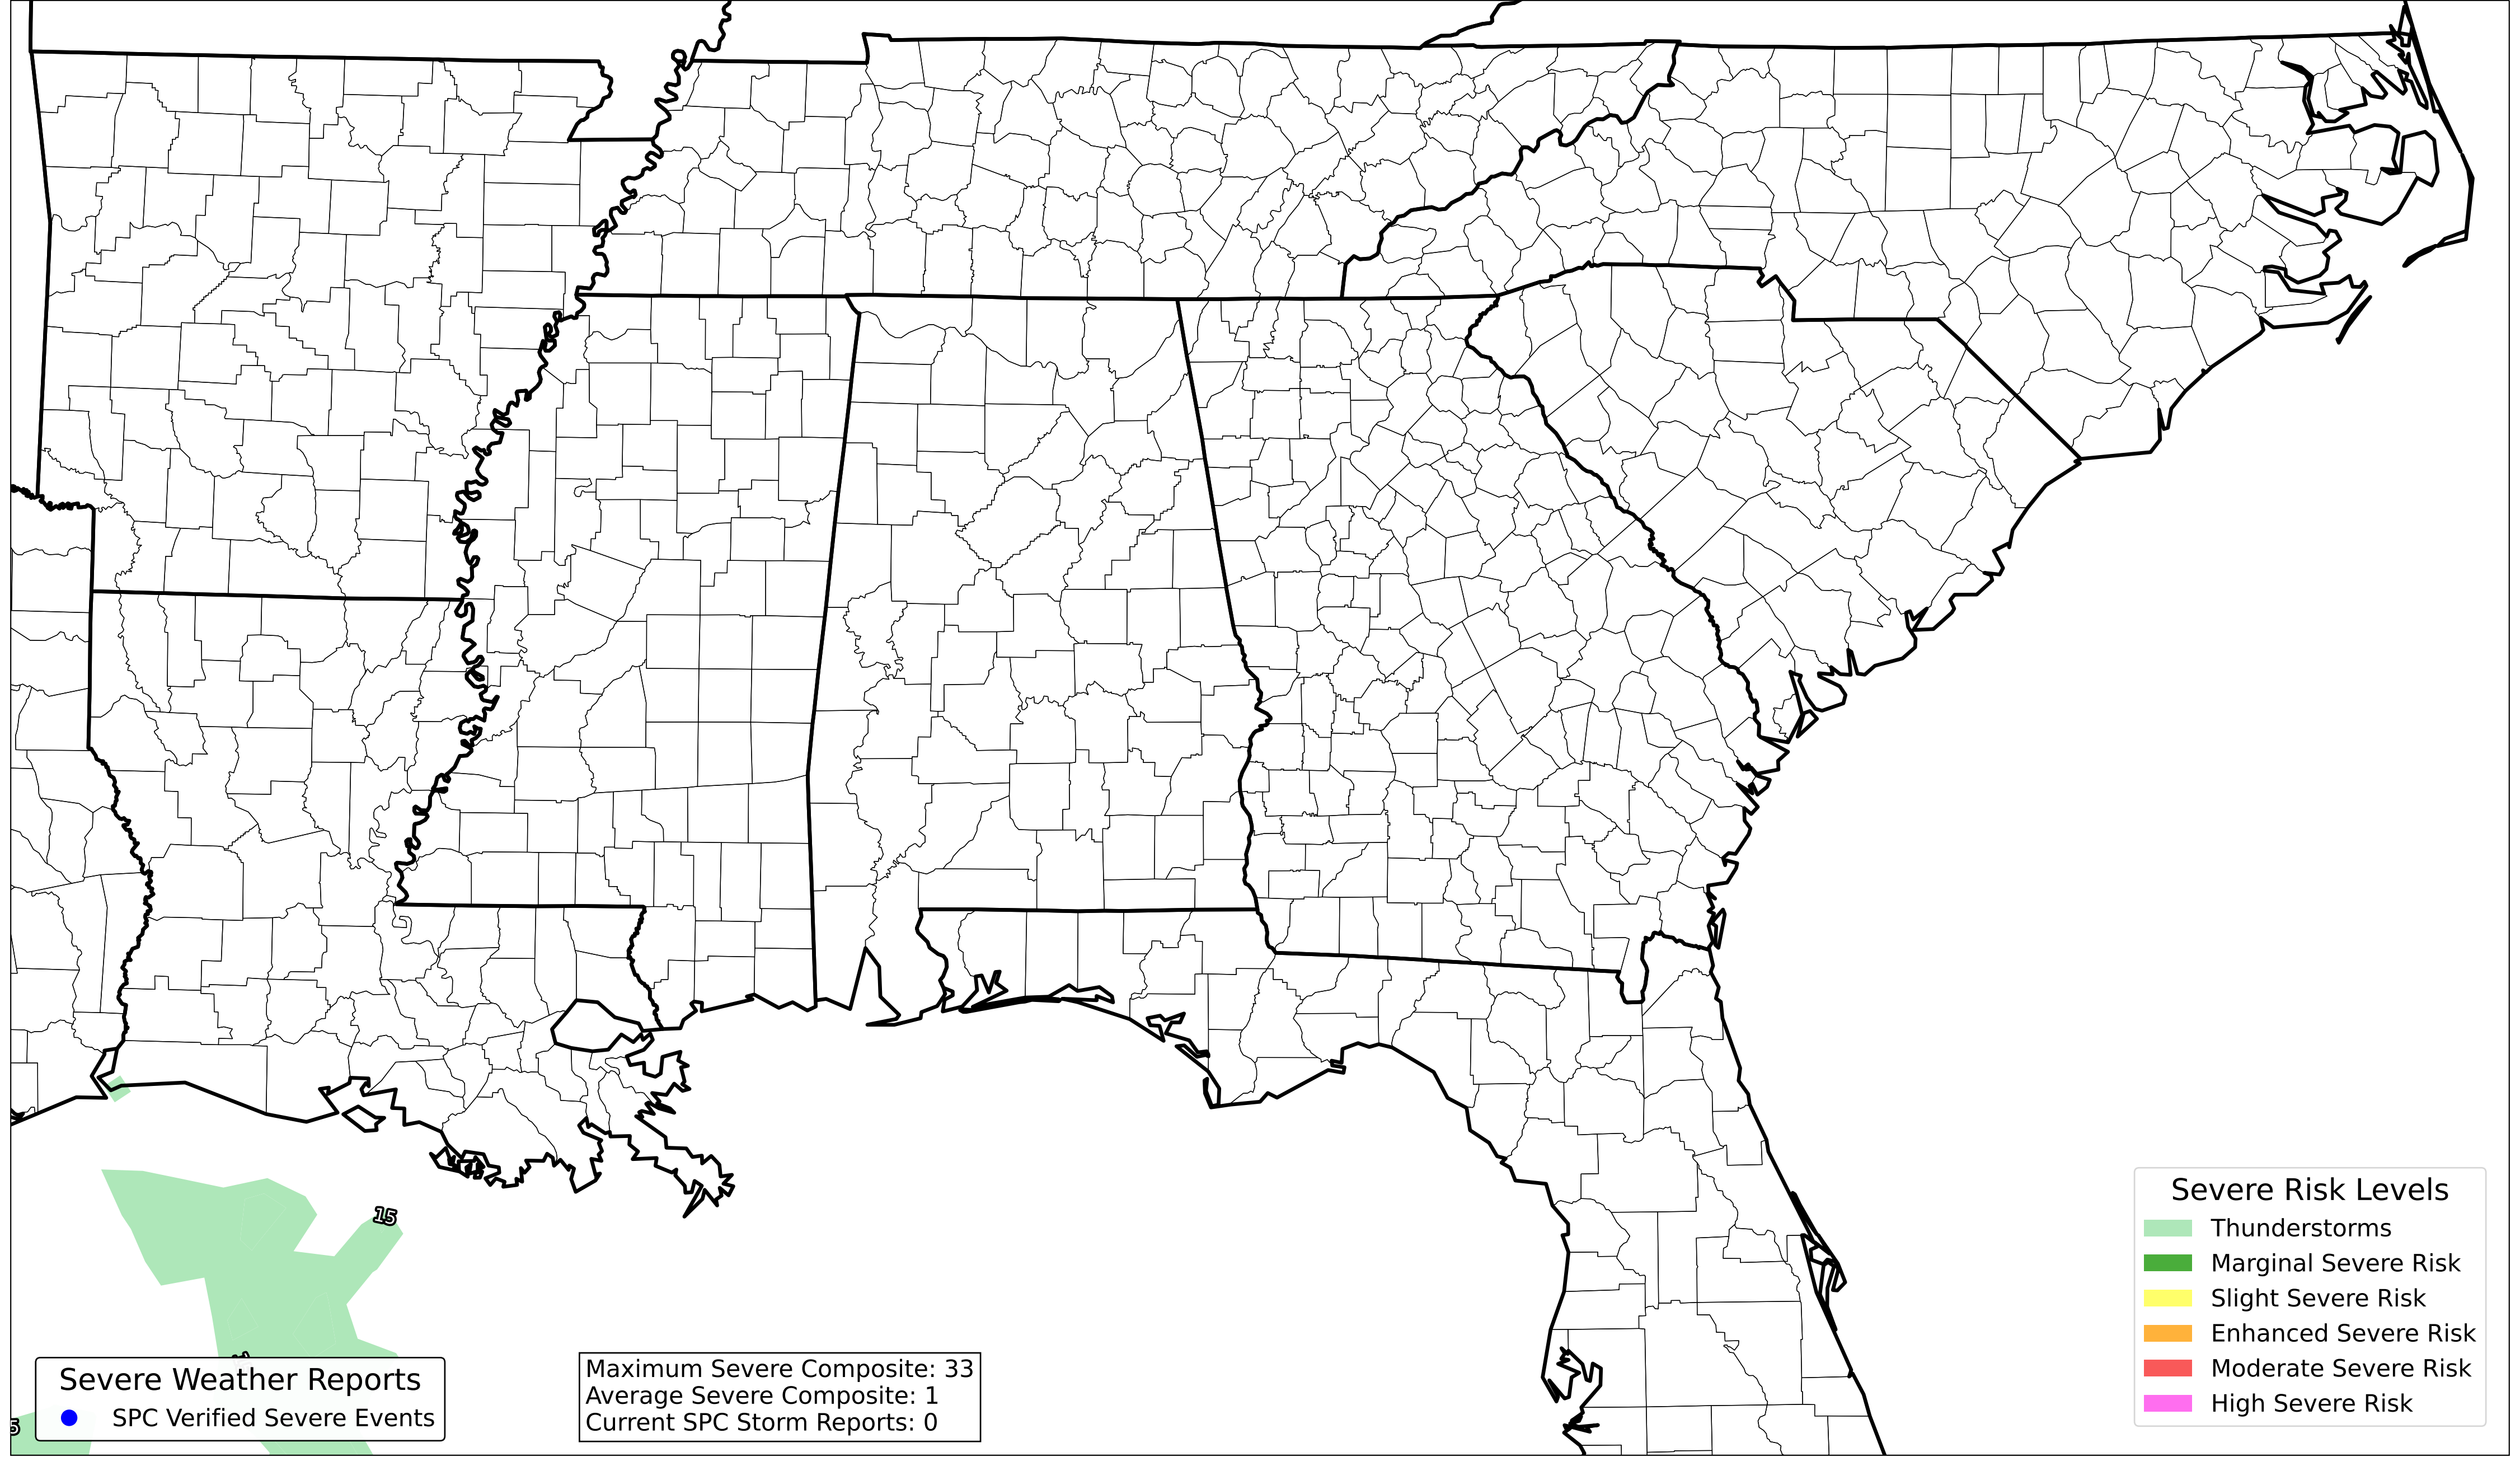 15
Severe Risk Levels
Thunderstorms
Marginal Severe Risk
Slight Severe Risk
Enhanced Severe Risk
Moderate Severe Risk
High Severe Risk
Severe Weather Reports
SPC Verified Severe Events
Maximum Severe Composite: 33
Average Severe Composite: 1
Current SPC Storm Reports: 0